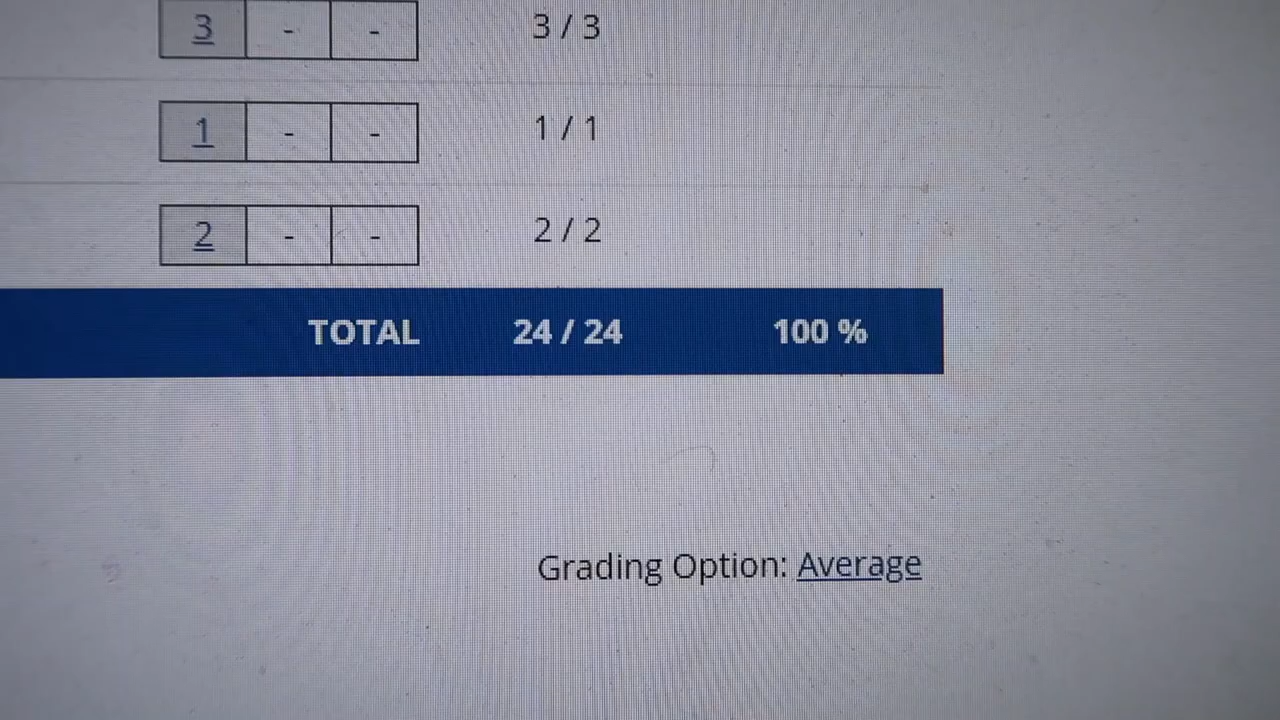 3 - - 3 / 3
1 - - 1 / 1
2 - - 2 / 2
TOTAL 24 / 24 100 %
Grading Option: Average